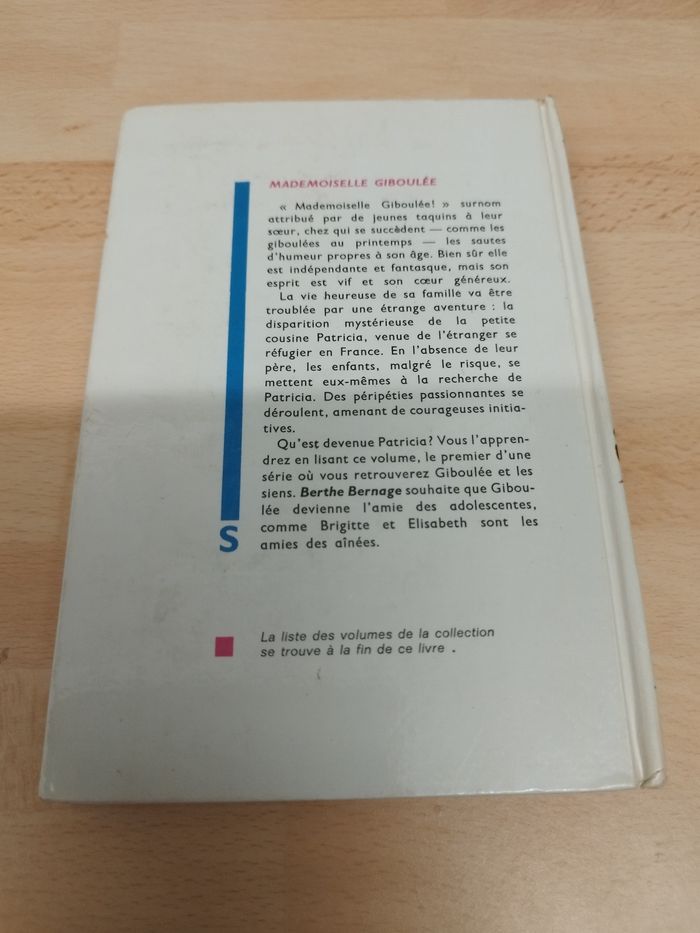 MADEMOISELLE GIBOULÉE
« Mademoiselle Giboulée! » surnom
attribué par de jeunes taquins à leur
sœur, chez qui se succèdent — comme les
giboulées au printemps — les sautes
d'humeur propres à son âge. Bien sûr elle
est indépendante et fantasque, mais son
esprit est vif et son cœur généreux.
La vie heureuse de sa famille va être
troublée par une étrange aventure : la
disparition mystérieuse de la petite
cousine Patricia, venue de l'étranger se
réfugier en France. En l'absence de leur
père, les enfants, malgré le risque, se
mettent eux-mêmes à la recherche de
Patricia. Des péripéties passionnantes se
déroulent, amenant de courageuses initia-
tives.
Qu'est devenue Patricia? Vous l'appren-
drez en lisant ce volume, le premier d'une
série où vous retrouverez Giboulée et les
siens. Berthe Bernage souhaite que Gibou-
lée devienne l'amie des adolescentes,
comme Brigitte et Elisabeth sont les
amies des aînées.
S
La liste des volumes de la collection
se trouve à la fin de ce livre .